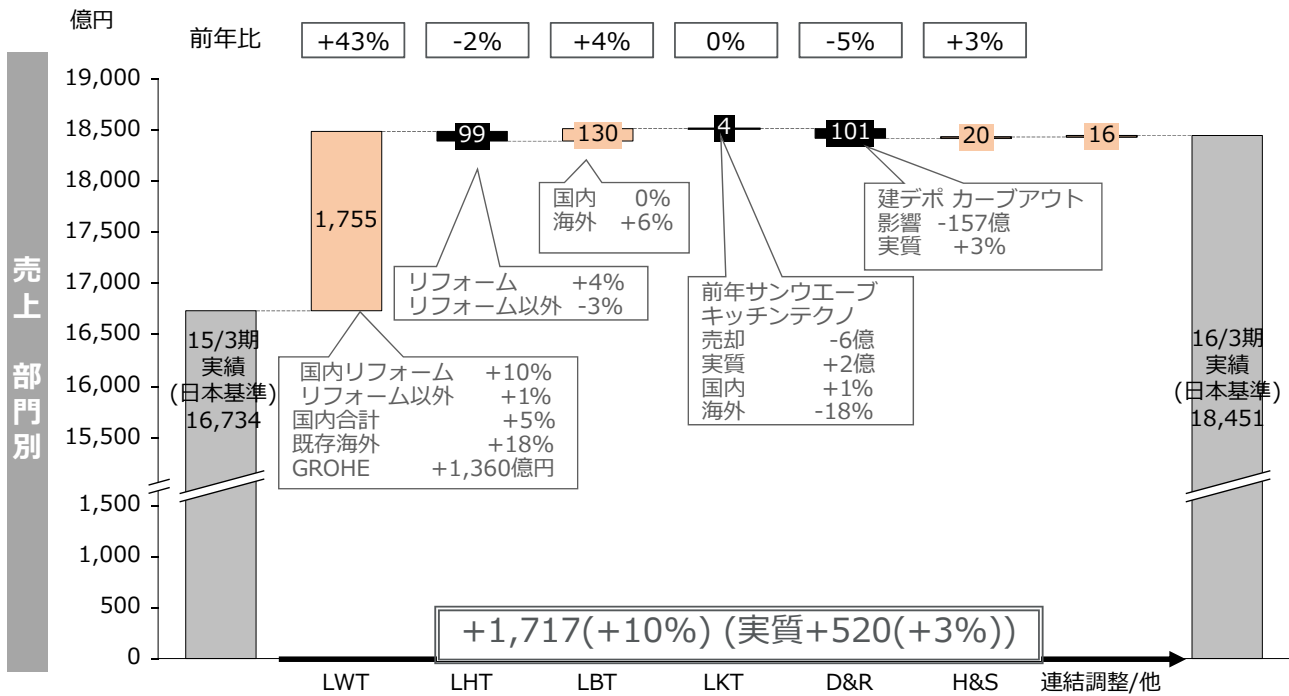 億円
前年比
+43%
-2%
+4%
0%
-5%
+3%
売上 部門別
19,000
18,500
18,000
17,500
17,000
16,500
16,000
15,500
1,500
1,000
500
0
15/3期
実績
(日本基準)
16,734
1,755
99
130
4
101
20
16
16/3期
実績
(日本基準)
18,451
国内リフォーム +10%
リフォーム以外 +1%
国内合計 +5%
既存海外 +18%
GROHE +1,360億円
リフォーム +4%
リフォーム以外 -3%
国内 0%
海外 +6%
前年サンウエーブ
キッチンテクノ
売却 -6億
実質 +2億
国内 +1%
海外 -18%
建デポ カーブアウト
影響 -157億
実質 +3%
+1,717(+10%) (実質+520(+3%))
LWT
LHT
LBT
LKT
D&R
H&S
連結調整/他